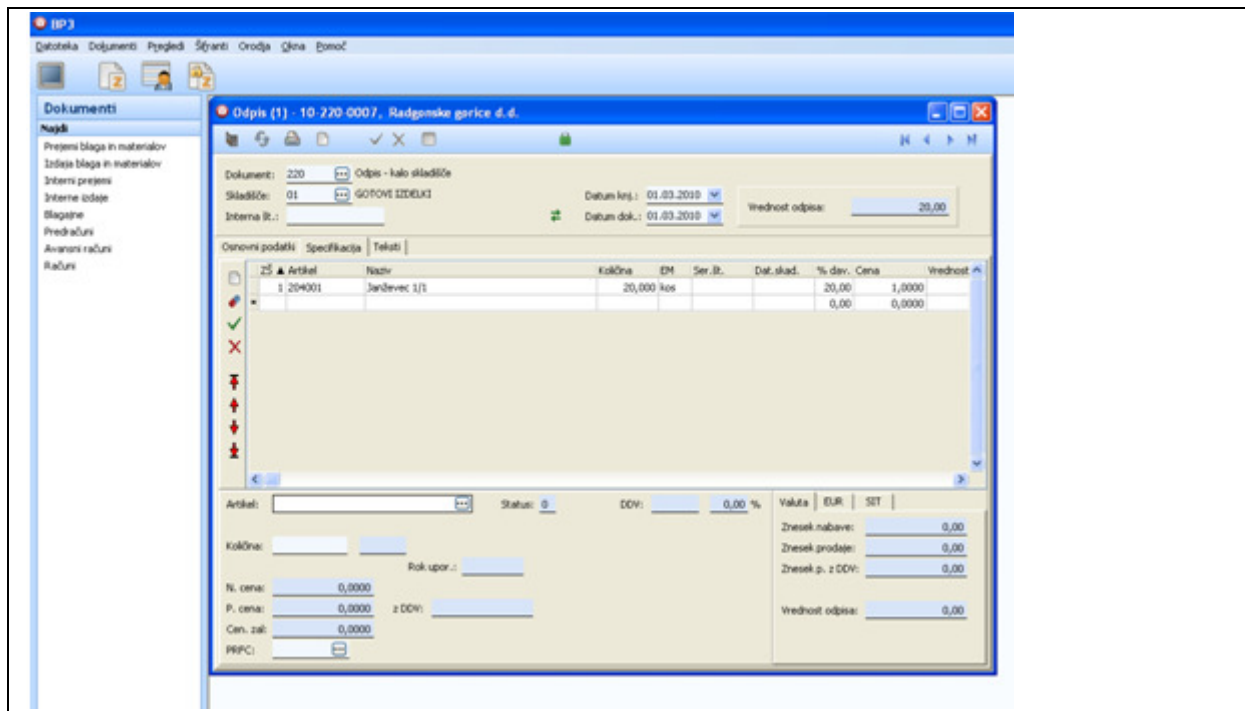 BP3
Datoteka Dokumenti Pregledi Šifranti Orodja Okna Pomoč
Dokumenti
Najdi
Prejemi blaga in materialov
Izdaja blaga in materialov
Interni prejemi
Interne izdaje
Blagajne
Predračuni
Avansni računi
Računi
Odpis (1) - 10-220-0007, Radgonske gorice d.d.
Dokument: 220 Odpis - kalo skladišče
Skladišče: 01 GOTOVI IZDELKI Datum knj.: 01.03.2010
Interna št.: Datum dok.: 01.03.2010
Vrednost odpisa: 20,00
Osnovni podatki Specifikacija Teksti
ZŠ Artikel Naziv Količina EM Ser.št. Dat.skad. % dav. Cena Vrednost
1 204001 Janževec 1/1 20,000 kos 20,00 1,0000
0,00 0,0000
Artikel: Status: 0 DDV: 0,00 %
Količina:
Rok upor.:
N. cena: 0,0000
P. cena: 0,0000 z DDV:
Cen. zal: 0,0000
PRFC:
Valuta EUR SIT
Znesek nabave: 0,00
Znesek prodaje: 0,00
Znesek p. z DDV: 0,00
Vrednost odpisa: 0,00